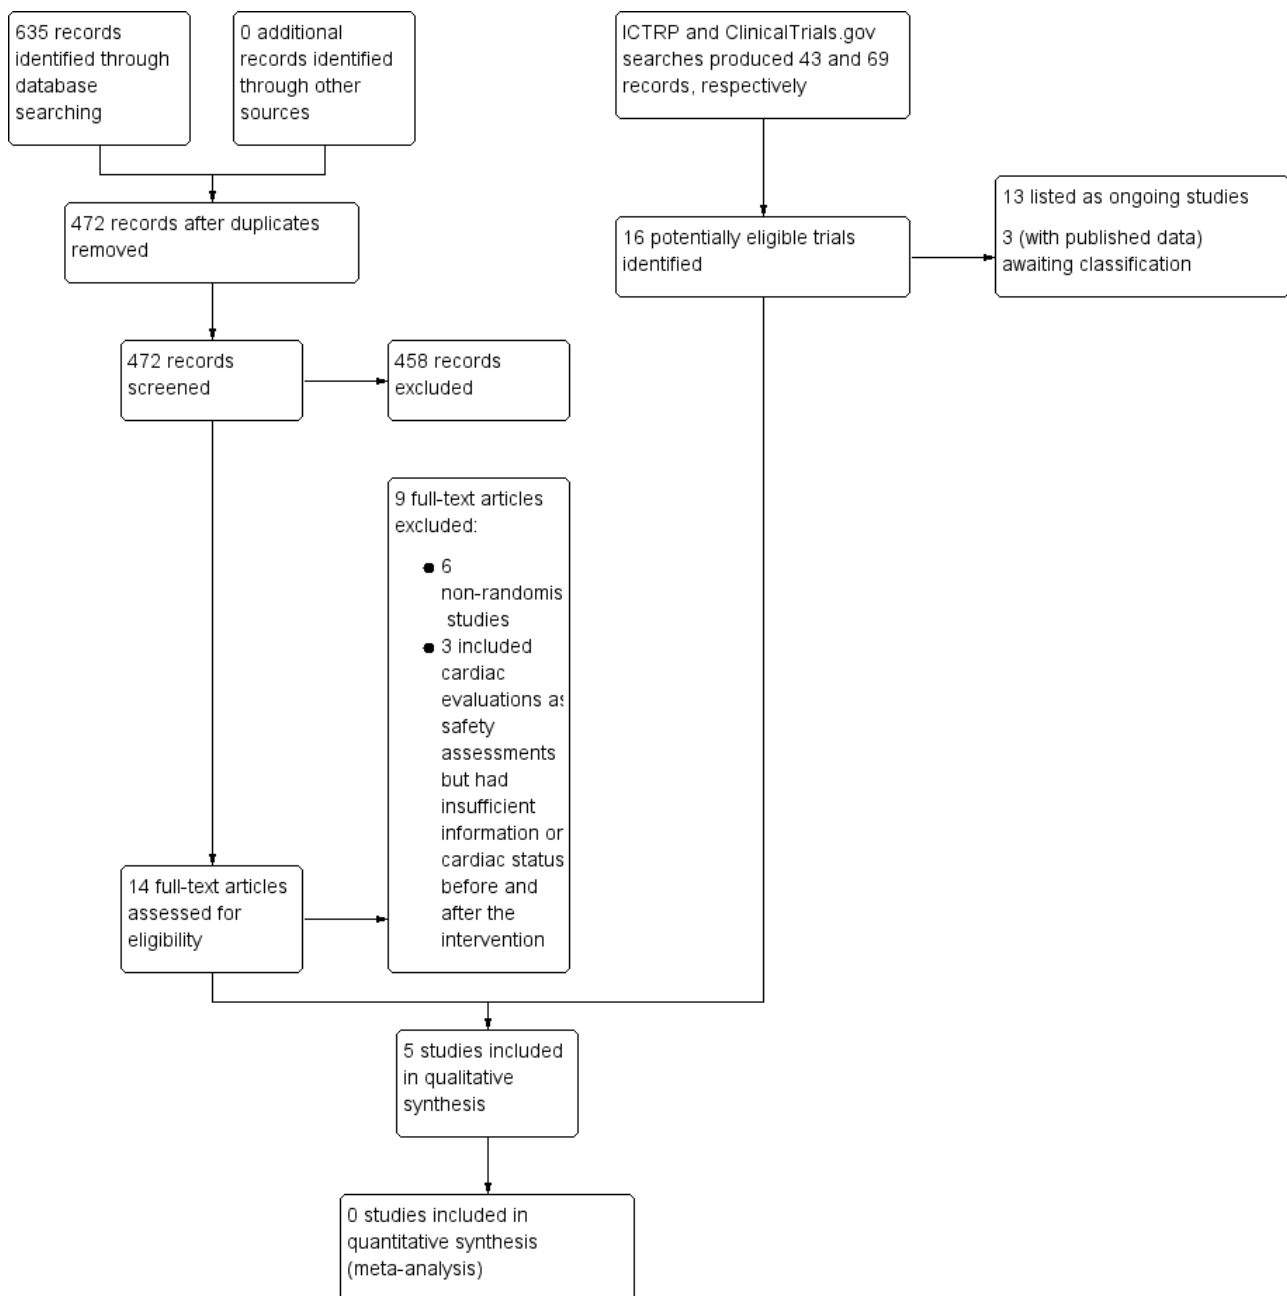 635 records
identified through
database
searching
0 additional
records identified
through other
sources
ICTRP and ClinicalTrials.gov
searches produced 43 and 69
records, respectively
472 records after duplicates
removed
16 potentially eligible trials
identified
13 listed as ongoing studies
3 (with published data)
awaiting classification
472 records
screened
458 records
excluded
9 full-text articles
excluded:
● 6
non-randomis
studies
● 3 included
cardiac
evaluations as
safety
assessments
but had
insufficient
information or
cardiac status
before and
after the
intervention
14 full-text articles
assessed for
eligibility
5 studies included
in qualitative
synthesis
0 studies included in
quantitative synthesis
(meta-analysis)